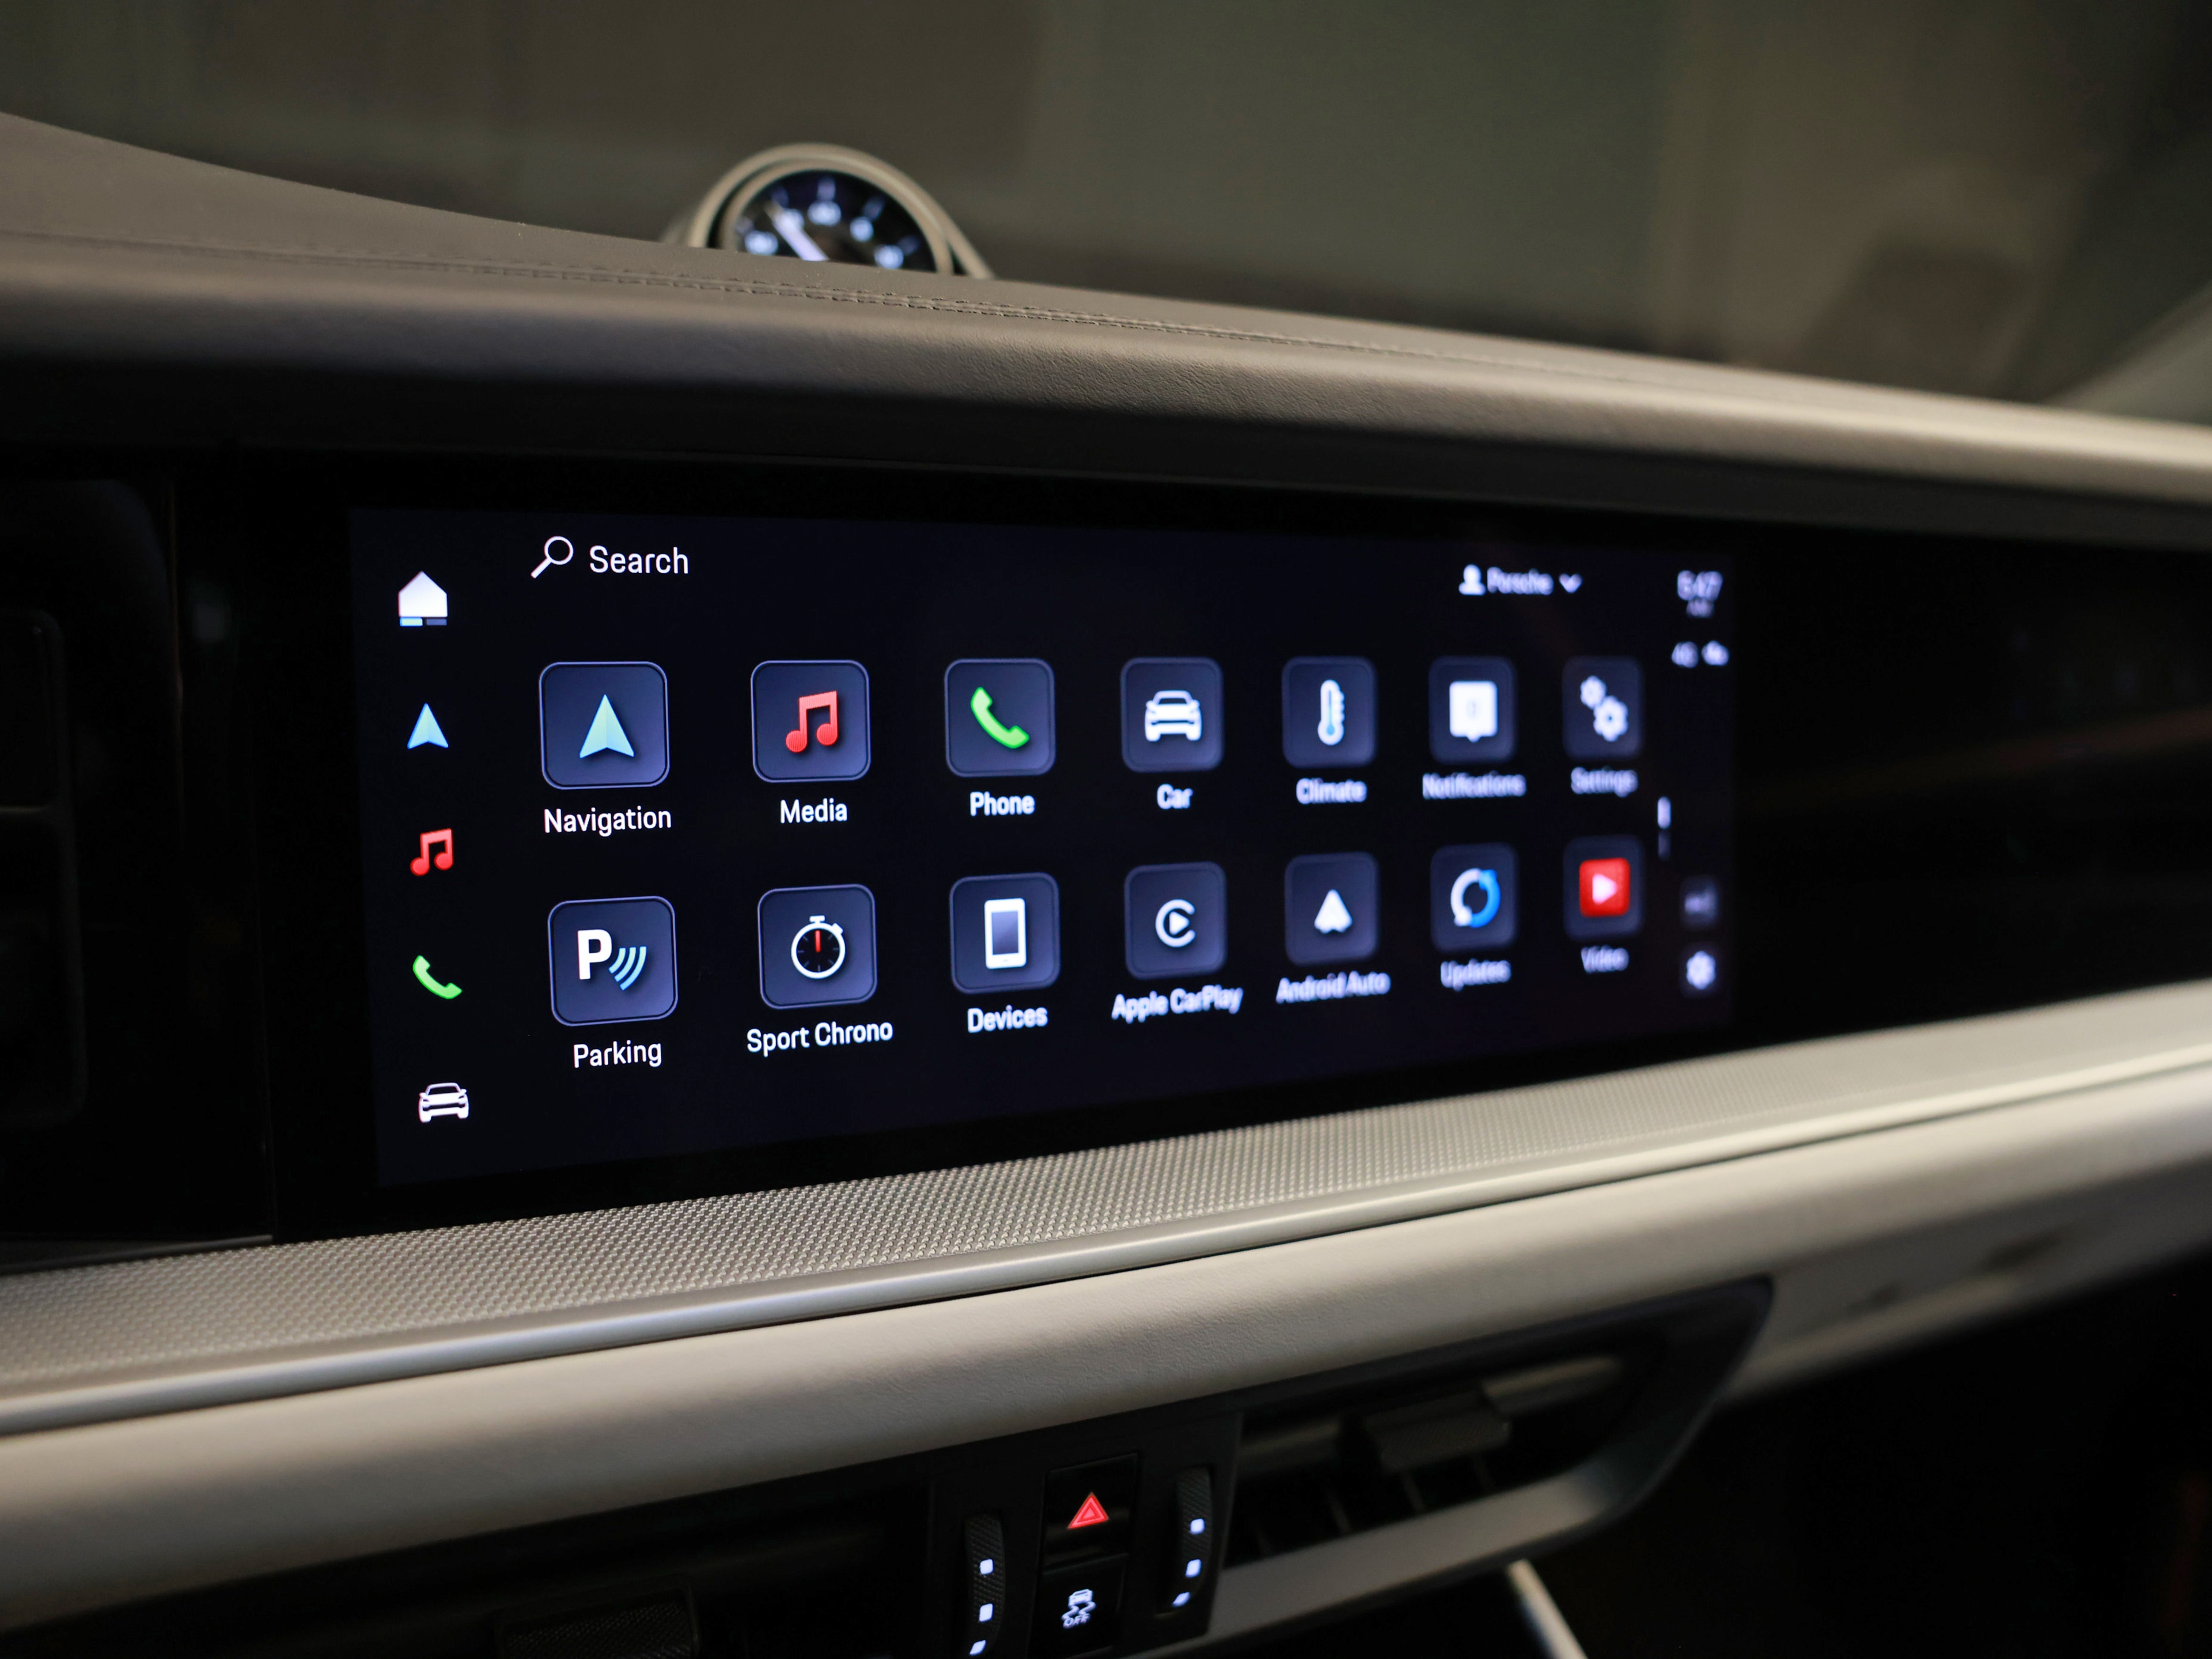 Search
Porsche
Navigation
Media
Phone
Car
Climate
Notifications
Settings
P
Parking
Sport Chrono
Devices
Apple CarPlay
Android Auto
Updates
Video
OFF